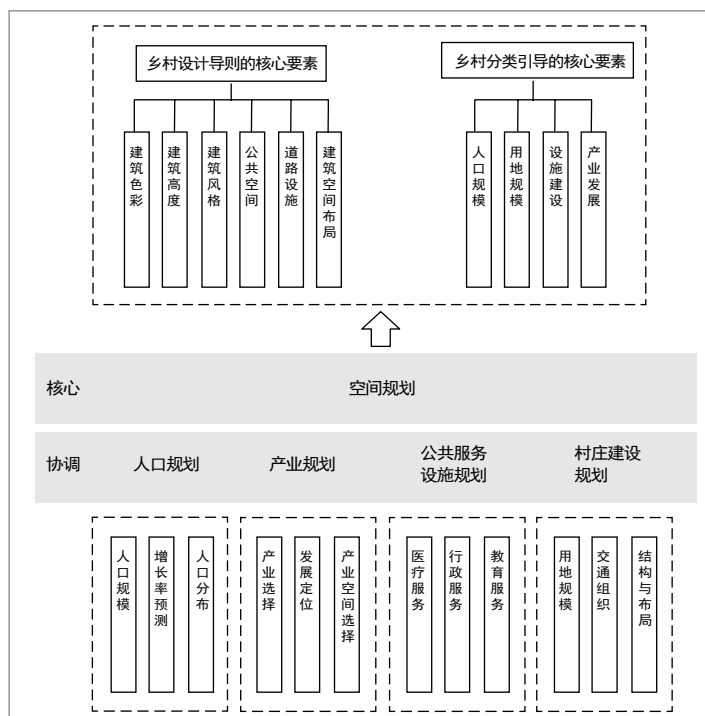 乡村设计导则的核心要素
乡村分类引导的核心要素
建筑色彩
建筑高度
建筑风格
公共空间
道路设施
建筑空间布局
人口规模
用地规模
设施建设
产业发展
核心
空间规划
协调
人口规划
产业规划
公共服务
设施规划
村庄建设
规划
人口规模
增长率预测
人口分布
产业选择
发展定位
产业空间选择
医疗服务
行政服务
教育服务
用地规模
交通组织
结构与布局